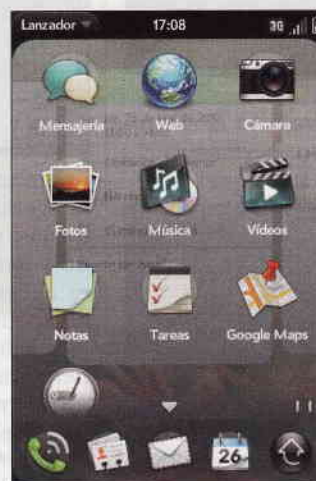 Lanzador 17:08 3G
Mensajería Web Cámara
Fotos Música Vídeos
Notas Tareas Google Maps
26